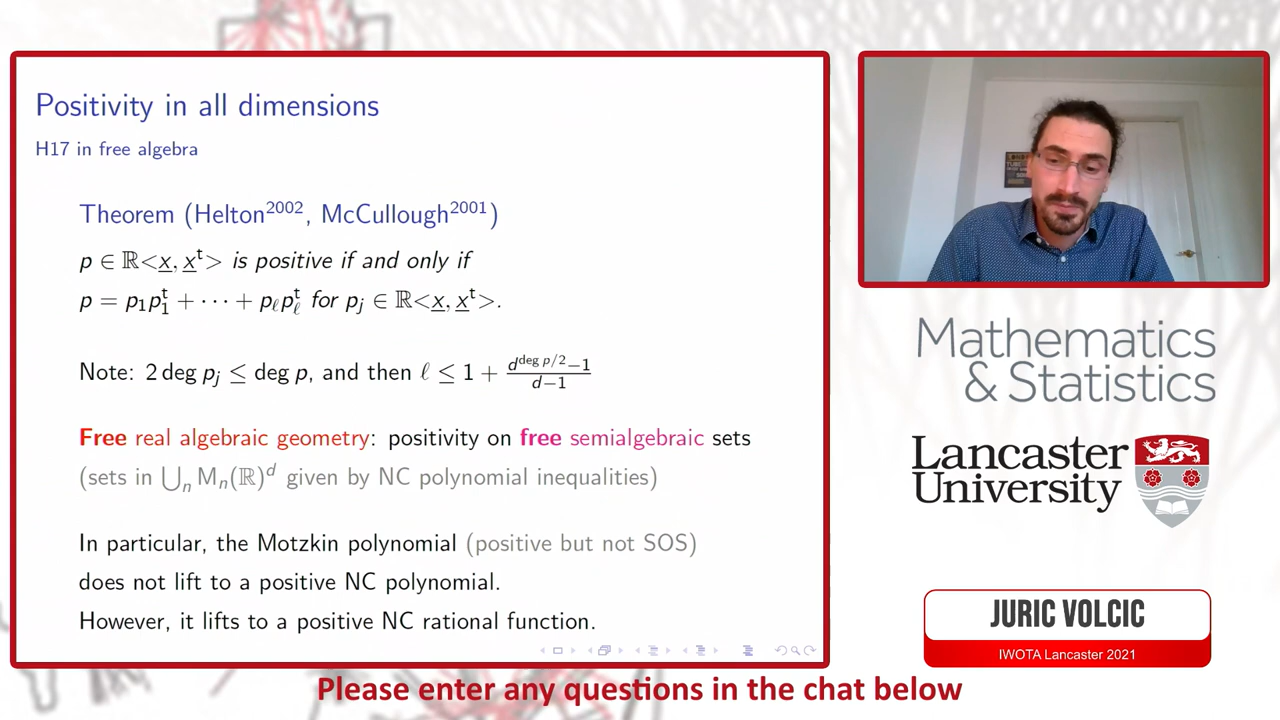 Positivity in all dimensions
H17 in free algebra
Theorem (Helton²⁰⁰², McCullough²⁰⁰¹)
p ∈ ℝ<x̲, x̲ᵗ> is positive if and only if
p = p₁p₁ᵗ + ··· + pₗpₗᵗ for pⱼ ∈ ℝ<x̲, x̲ᵗ>.
Note: 2 deg pⱼ ≤ deg p, and then ℓ ≤ 1 + (d^{deg p/2}−1)/(d−1)
Free real algebraic geometry: positivity on free semialgebraic sets
(sets in ⋃ₙ Mₙ(ℝ)ᵈ given by NC polynomial inequalities)
In particular, the Motzkin polynomial (positive but not SOS)
does not lift to a positive NC polynomial.
However, it lifts to a positive NC rational function.
Mathematics
& Statistics
Lancaster
University
JURIC VOLCIC
IWOTA Lancaster 2021
Please enter any questions in the chat below